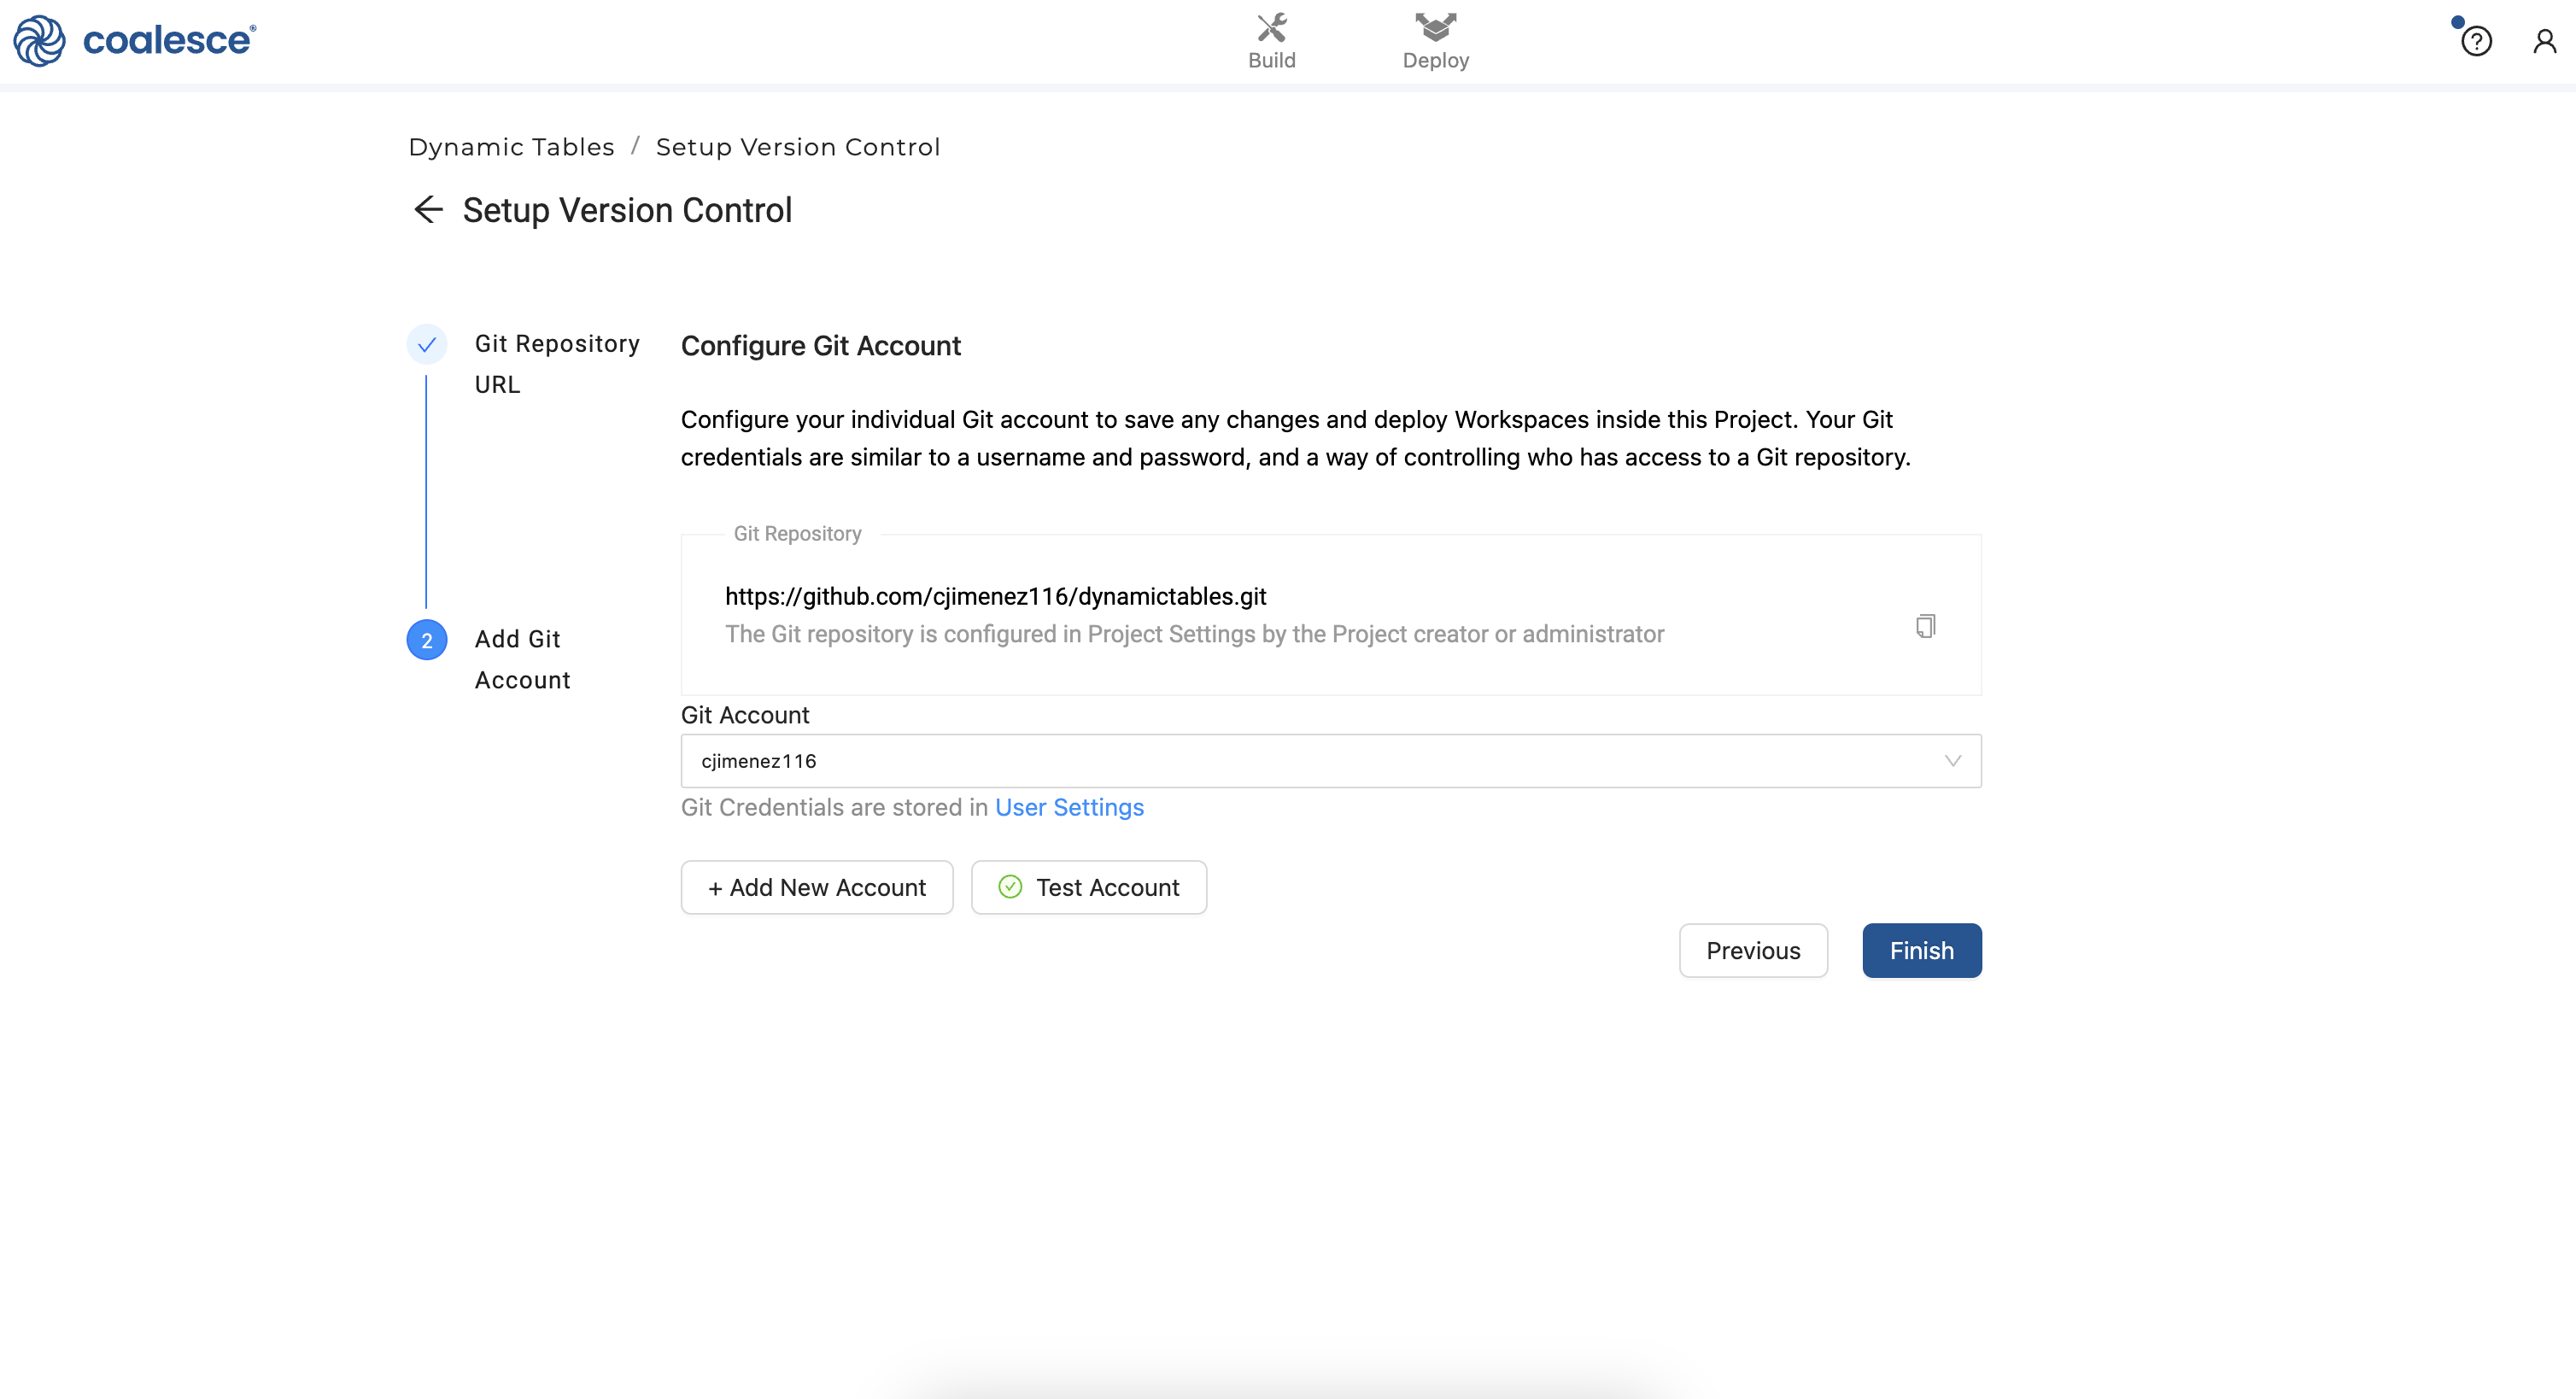 coalesce®
Build
Deploy
Dynamic Tables / Setup Version Control
Setup Version Control
Git Repository
URL
Configure Git Account
Configure your individual Git account to save any changes and deploy Workspaces inside this Project. Your Git
credentials are similar to a username and password, and a way of controlling who has access to a Git repository.
Git Repository
https://github.com/cjimenez116/dynamictables.git
The Git repository is configured in Project Settings by the Project creator or administrator
2
Add Git
Account
Git Account
cjimenez116
Git Credentials are stored in User Settings
+ Add New Account
Test Account
Previous
Finish